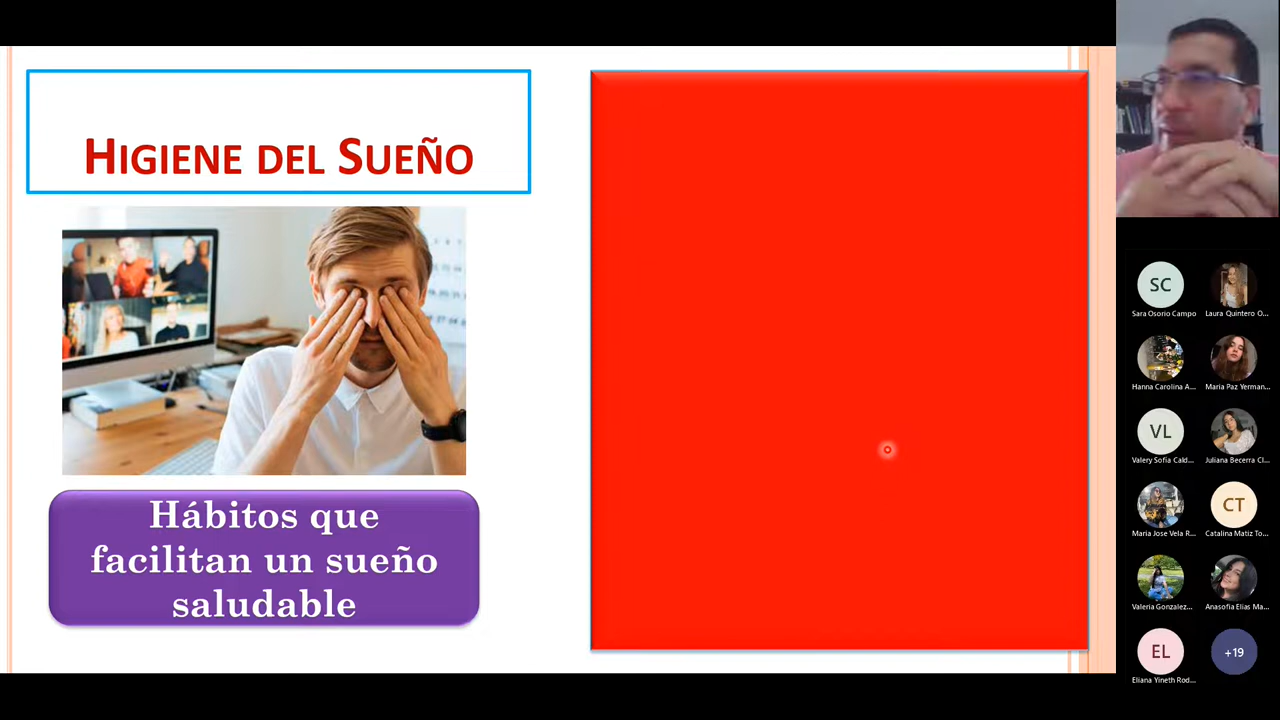 HIGIENE DEL SUEÑO
Hábitos que
facilitan un sueño
saludable
SC
Sara Osorio Campo
Laura Quintero O...
Hanna Carolina A...
Maria Paz Yerman...
VL
Valery Sofia Cald...
Juliana Becerra Cl...
Maria Jose Vela R...
CT
Catalina Matiz To...
Valeria Gonzalez...
Anasofia Elias Ma...
EL
Eliana Yineth Rod...
+19